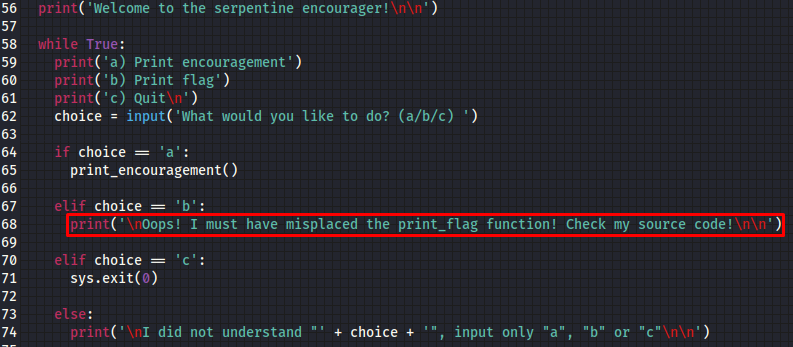 56 print('Welcome to the serpentine encourager!\n\n')
57
58 while True:
59   print('a) Print encouragement')
60   print('b) Print flag')
61   print('c) Quit\n')
62   choice = input('What would you like to do? (a/b/c) ')
63
64   if choice == 'a':
65     print_encouragement()
66
67   elif choice == 'b':
68     print('\nOops! I must have misplaced the print_flag function! Check my source code!\n\n')
69
70   elif choice == 'c':
71     sys.exit(0)
72
73   else:
74     print('\nI did not understand "' + choice + '", input only "a", "b" or "c"\n\n')